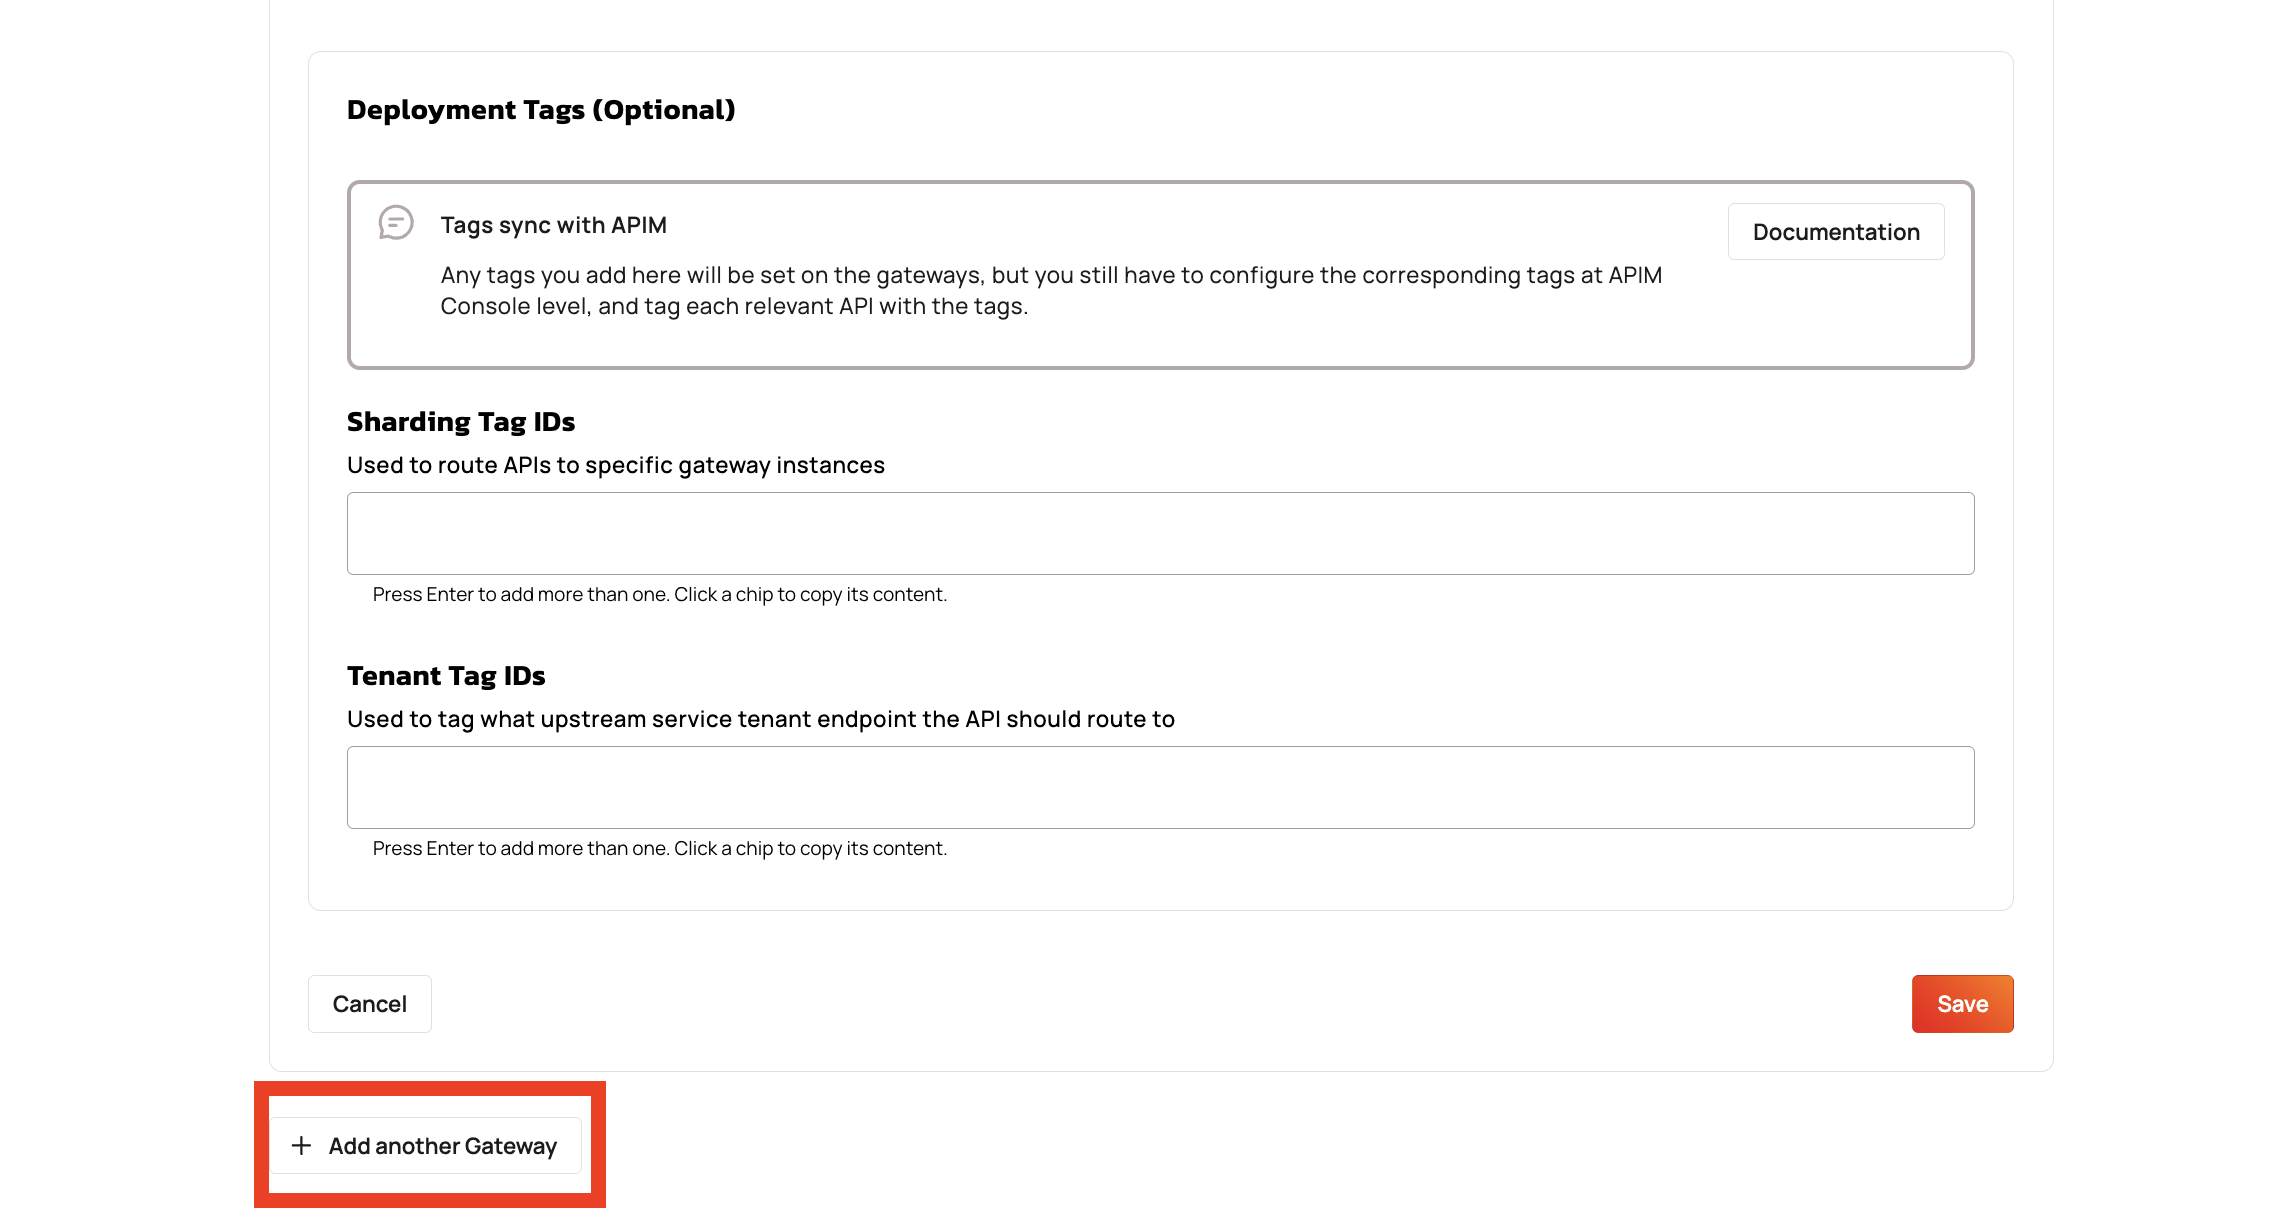 Deployment Tags (Optional)
Tags sync with APIM
Documentation
Any tags you add here will be set on the gateways, but you still have to configure the corresponding tags at APIM
Console level, and tag each relevant API with the tags.
Sharding Tag IDs
Used to route APIs to specific gateway instances
Press Enter to add more than one. Click a chip to copy its content.
Tenant Tag IDs
Used to tag what upstream service tenant endpoint the API should route to
Press Enter to add more than one. Click a chip to copy its content.
Cancel
Save
Add another Gateway